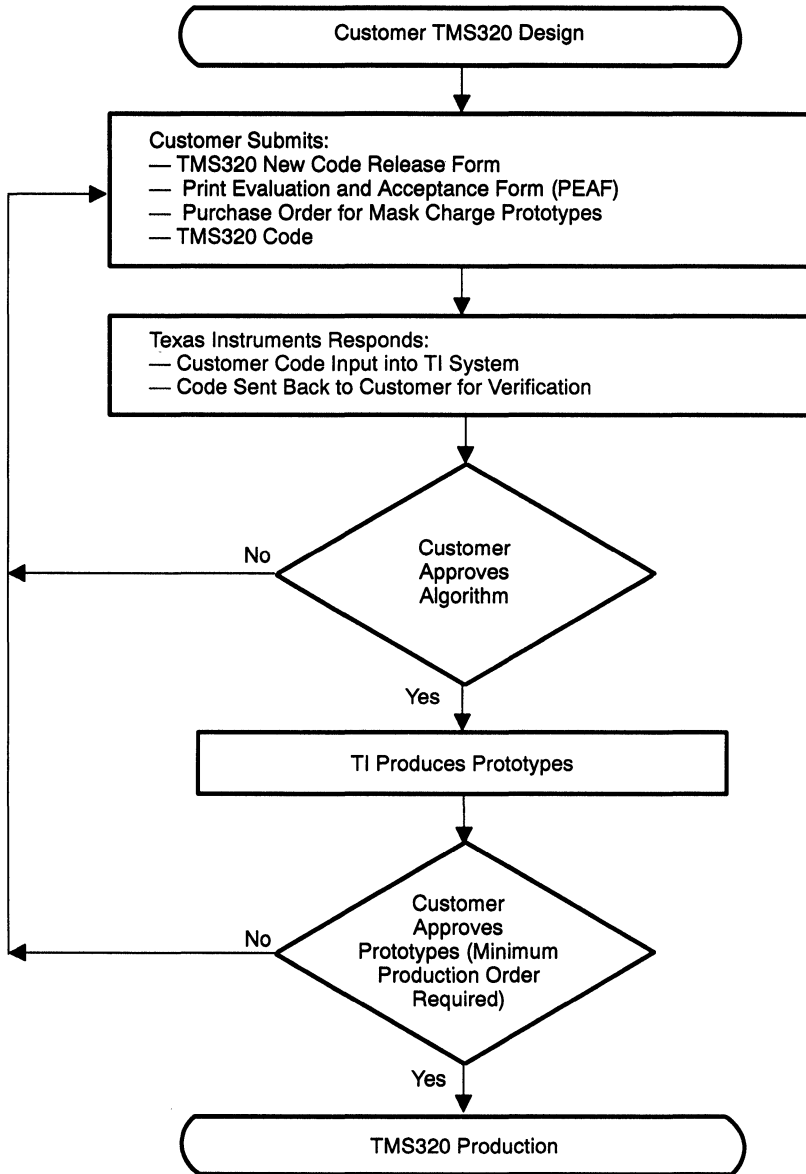 Customer TMS320 Design
Customer Submits:
— TMS320 New Code Release Form
— Print Evaluation and Acceptance Form (PEAF)
— Purchase Order for Mask Charge Prototypes
— TMS320 Code
Texas Instruments Responds:
— Customer Code Input into TI System
— Code Sent Back to Customer for Verification
No
Customer
Approves
Algorithm
Yes
TI Produces Prototypes
No
Customer
Approves
Prototypes (Minimum
Production Order
Required)
Yes
TMS320 Production